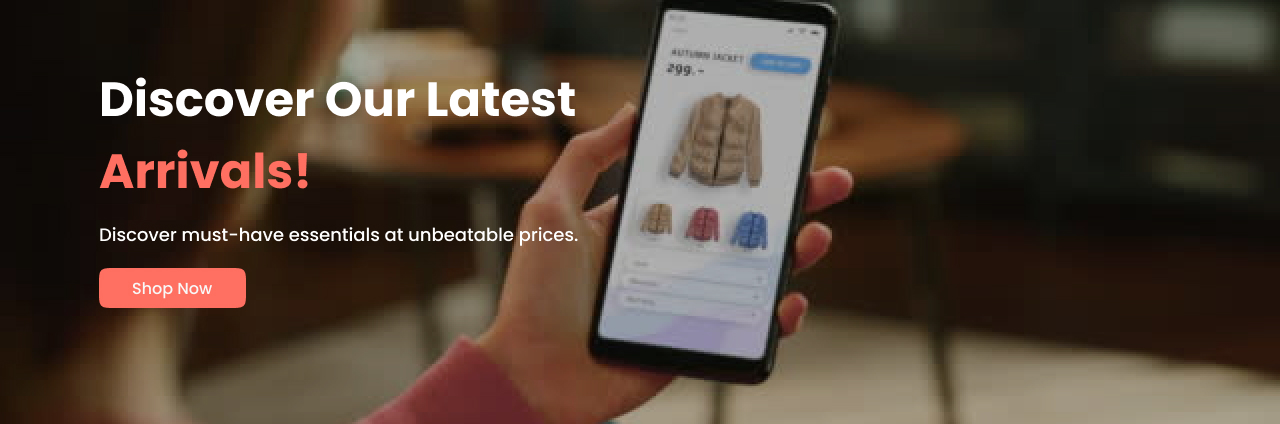 Discover Our Latest
Arrivals!
Discover must-have essentials at unbeatable prices.
Shop Now
AUTUMN JACKET
299.-